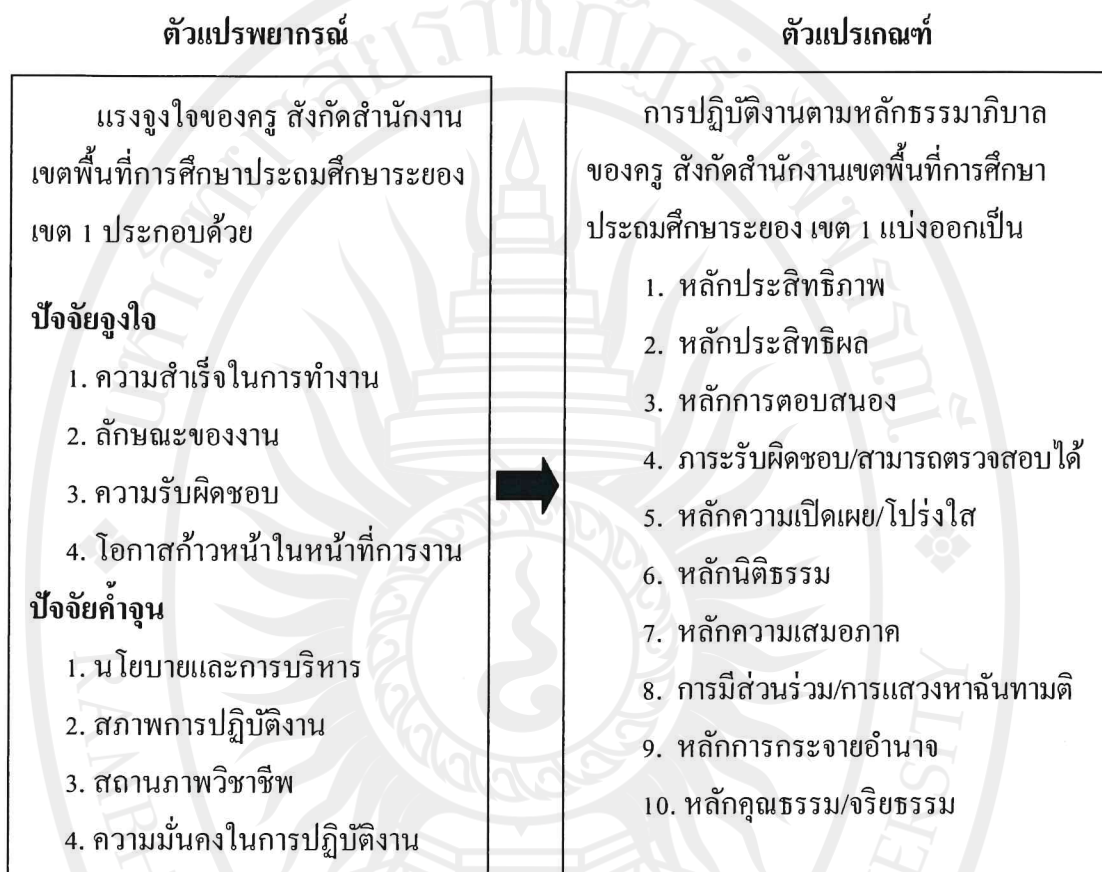 ตัวแปรพยากรณ์
แรงจูงใจของครู สังกัดสำนักงาน
เขตพื้นที่การศึกษาประถมศึกษาระยอง
เขต 1 ประกอบด้วย
ปัจจัยจูงใจ
1. ความสำเร็จในการทำงาน
2. ลักษณะของงาน
3. ความรับผิดชอบ
4. โอกาสก้าวหน้าในหน้าที่การงาน
ปัจจัยค้ำจุน
1. นโยบายและการบริหาร
2. สภาพการปฏิบัติงาน
3. สถานภาพวิชาชีพ
4. ความมั่นคงในการปฏิบัติงาน
ตัวแปรเกณฑ์
การปฏิบัติงานตามหลักธรรมาภิบาล
ของครู สังกัดสำนักงานเขตพื้นที่การศึกษา
ประถมศึกษาระยอง เขต 1 แบ่งออกเป็น
1. หลักประสิทธิภาพ
2. หลักประสิทธิผล
3. หลักการตอบสนอง
4. ภาระรับผิดชอบ/สามารถตรวจสอบได้
5. หลักความเปิดเผย/โปร่งใส
6. หลักนิติธรรม
7. หลักความเสมอภาค
8. การมีส่วนร่วม/การแสวงหาฉันทามติ
9. หลักการกระจายอำนาจ
10. หลักคุณธรรม/จริยธรรม